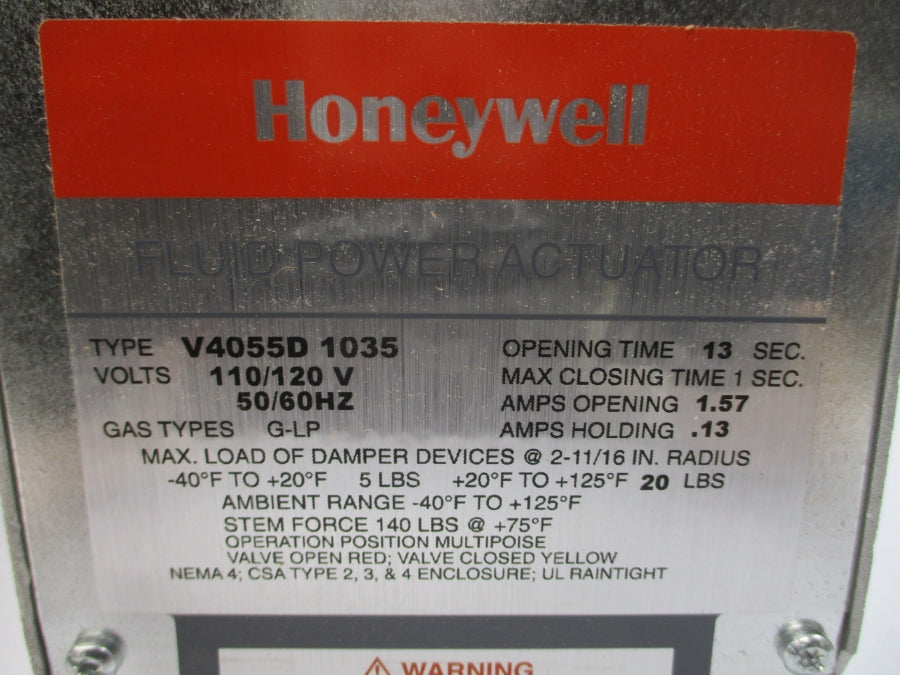 Honeywell
FLUID POWER ACTUATOR
TYPE V4055D 1035
VOLTS 110/120 V
50/60HZ
GAS TYPES G-LP
OPENING TIME 13 SEC.
MAX CLOSING TIME 1 SEC.
AMPS OPENING 1.57
AMPS HOLDING .13
MAX. LOAD OF DAMPER DEVICES @ 2-11/16 IN. RADIUS
-40°F TO +20°F 5 LBS +20°F TO +125°F 20 LBS
AMBIENT RANGE -40°F TO +125°F
STEM FORCE 140 LBS @ +75°F
OPERATION POSITION MULTIPOISE
VALVE OPEN RED; VALVE CLOSED YELLOW
NEMA 4; CSA TYPE 2, 3, & 4 ENCLOSURE; UL RAINTIGHT
⚠ WARNING